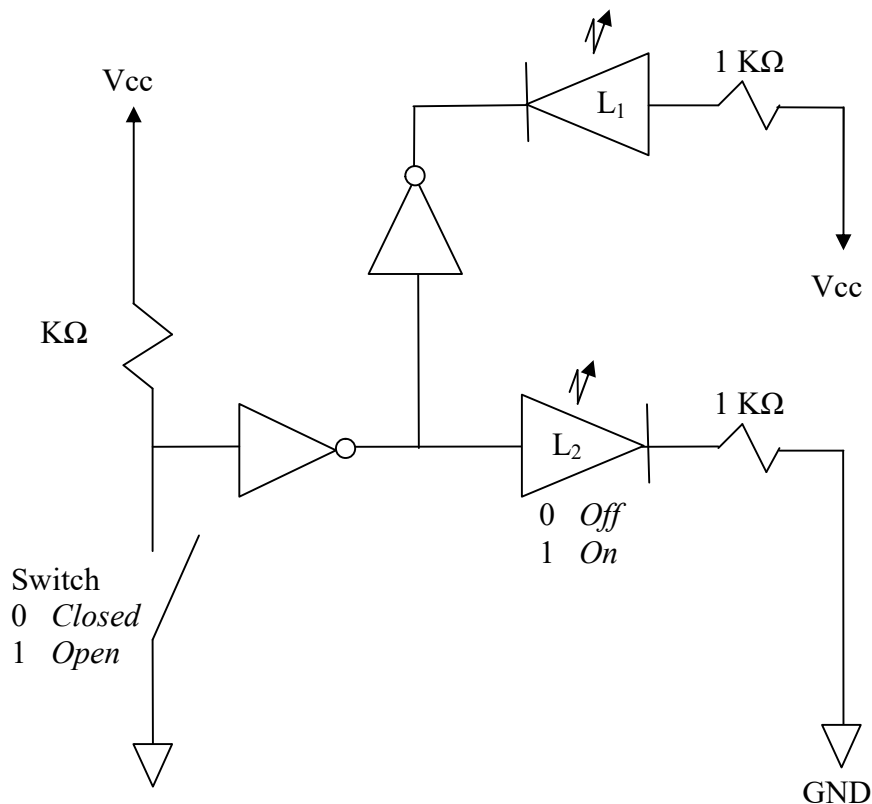 Vcc
1 KΩ
L1
Vcc
KΩ
1 KΩ
L2
0 Off
1 On
Switch
0 Closed
1 Open
GND